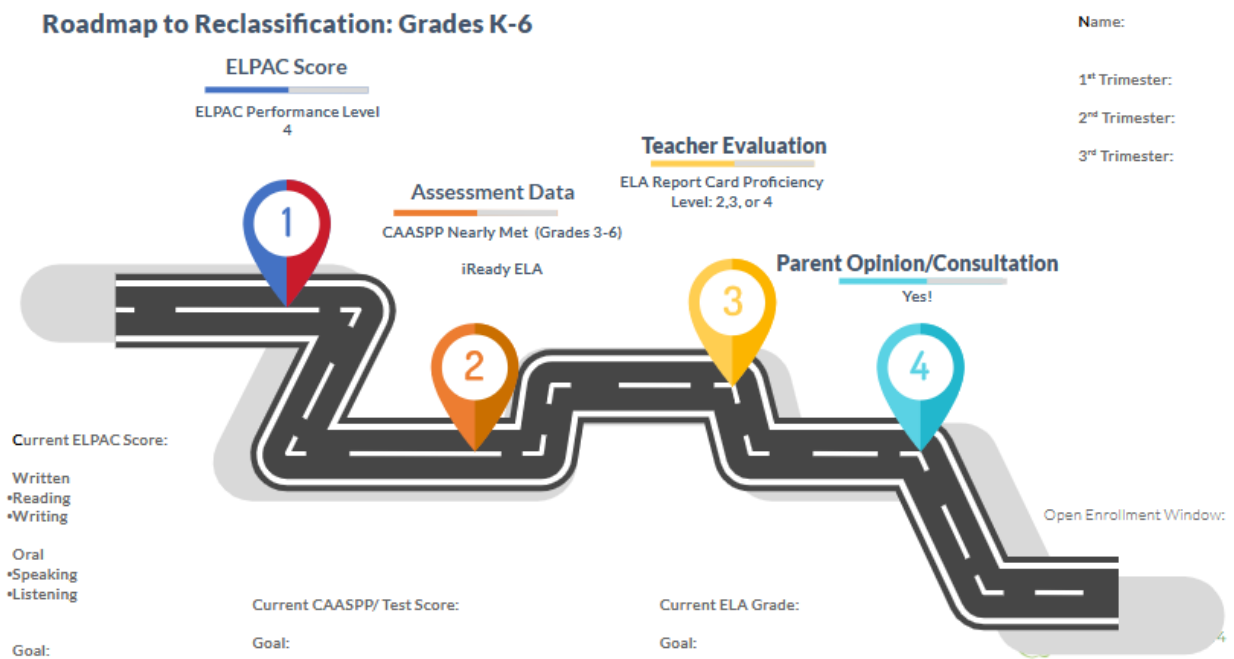 Roadmap to Reclassification: Grades K-6
Name:
1st Trimester:
2nd Trimester:
3rd Trimester:
ELPAC Score
ELPAC Performance Level
4
1
Assessment Data
CAASPP Nearly Met (Grades 3-6)
iReady ELA
2
Teacher Evaluation
ELA Report Card Proficiency
Level: 2,3, or 4
3
Parent Opinion/Consultation
Yes!
4
Current ELPAC Score:
Written
•Reading
•Writing
Oral
•Speaking
•Listening
Goal:
Current CAASPP/ Test Score:
Goal:
Current ELA Grade:
Goal:
Open Enrollment Window:
4